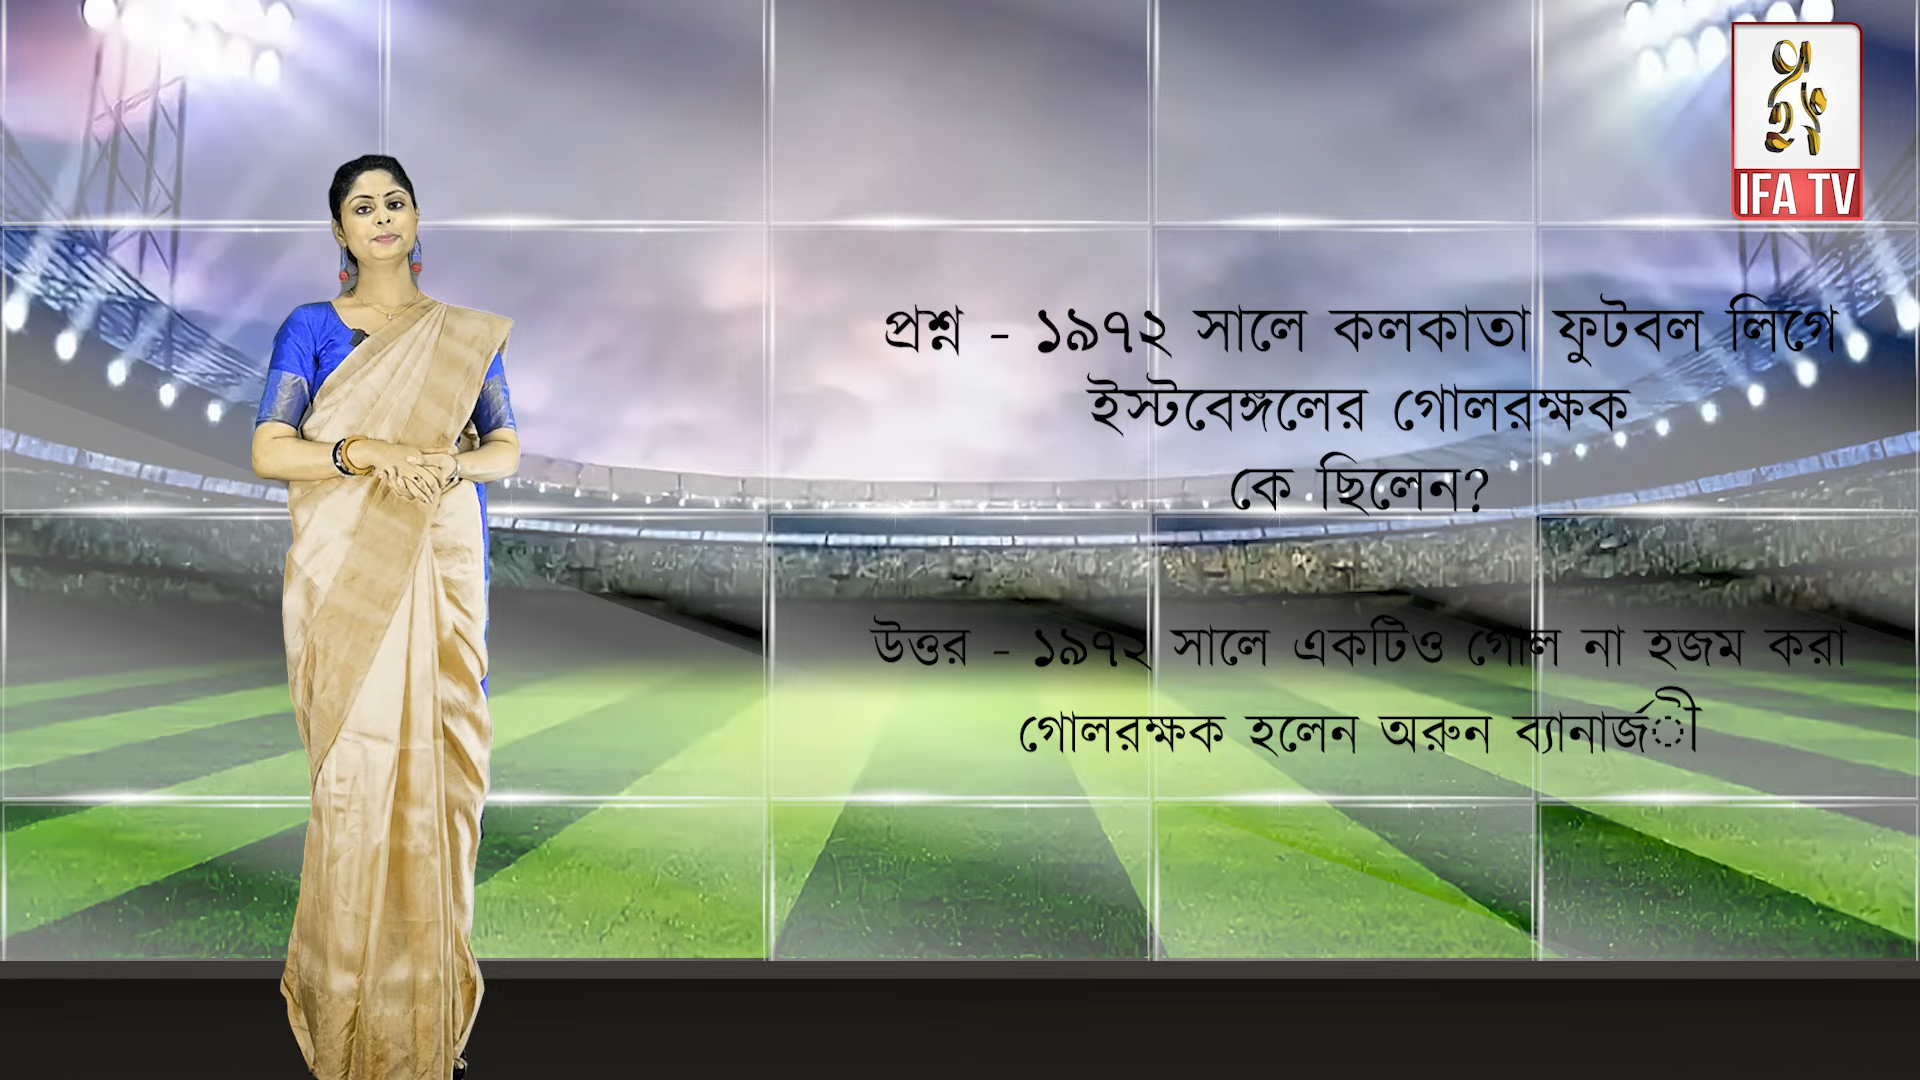 IFA TV
প্রশ্ন - ১৯৭২ সালে কলকাতা ফুটবল লিগে
ইস্টবেঙ্গলের গোলরক্ষক
কে ছিলেন?
উত্তর - ১৯৭২ সালে একটিও গোল না হজম করা
গোলরক্ষক হলেন অরুন ব্যানার্জী